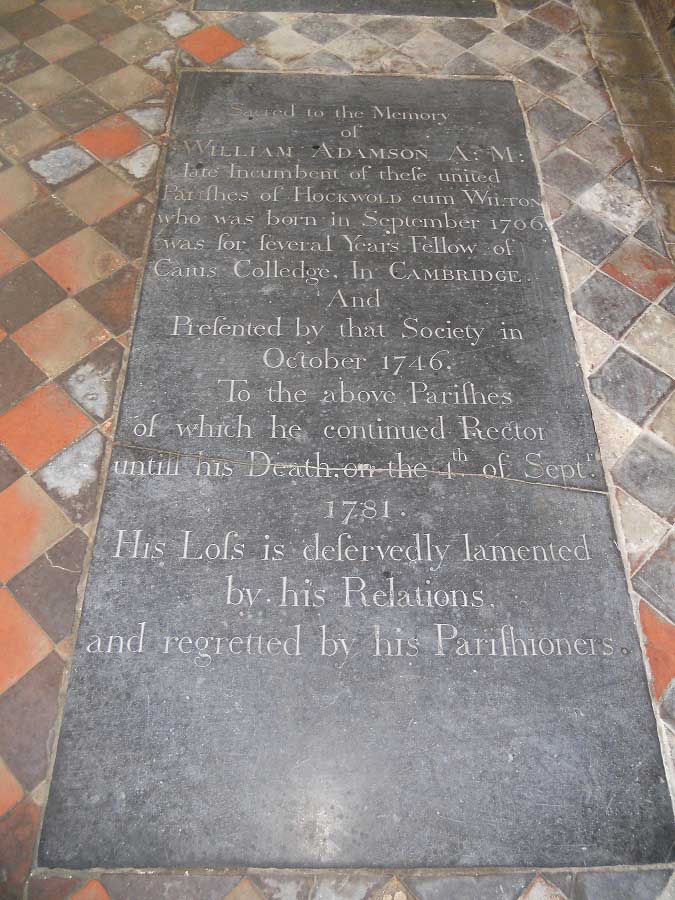 Sacred to the Memory
of
WILLIAM ADAMSON A: M:
late Incumbent of theſe united
Pariſhes of HOCKWOLD cum WILTON
who was born in September 1706.
was for ſeveral Years Fellow of
Caius Colledge, In CAMBRIDGE.
And
Preſented by that Society in
October 1746.
To the above Pariſhes
of which he continued Rector
untill his Death, on the 4th of Septr
1781.
His Loſs is deſervedly lamented
by his Relations.
and regretted by his Pariſhioners.